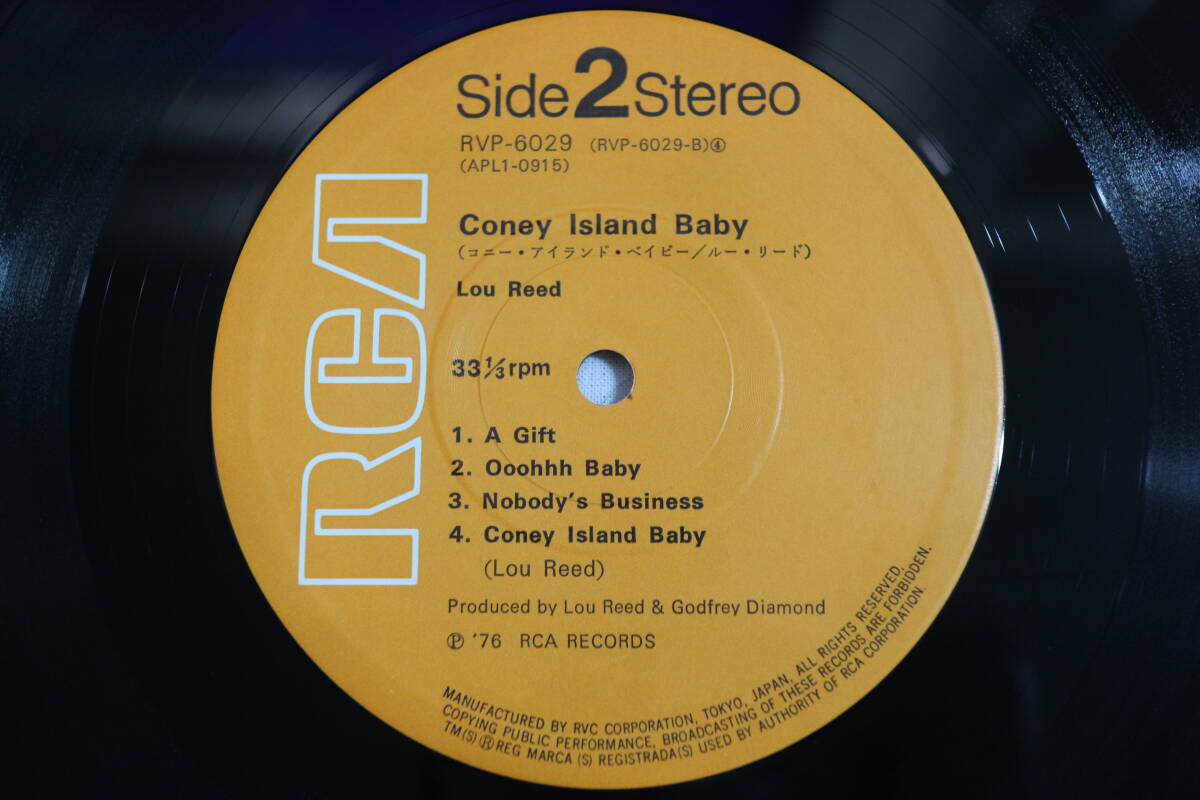 Side 2 Stereo
RVP-6029 (RVP-6029-B)④
(APL1-0915)
RCA
Coney Island Baby
(コニー・アイランド・ベイビー/ルー・リード)
Lou Reed
33 1/3 rpm
1. A Gift
2. Ooohhh Baby
3. Nobody's Business
4. Coney Island Baby
(Lou Reed)
Produced by Lou Reed & Godfrey Diamond
Ⓟ '76 RCA RECORDS
MANUFACTURED BY RVC CORPORATION, TOKYO, JAPAN, ALL RIGHTS RESERVED.
COPYING PUBLIC PERFORMANCE, BROADCASTING OF THESE RECORDS ARE FORBIDDEN.
TM(S) ® REG MARCA (S) REGISTRADA(S) USED BY AUTHORITY OF RCA CORPORATION.